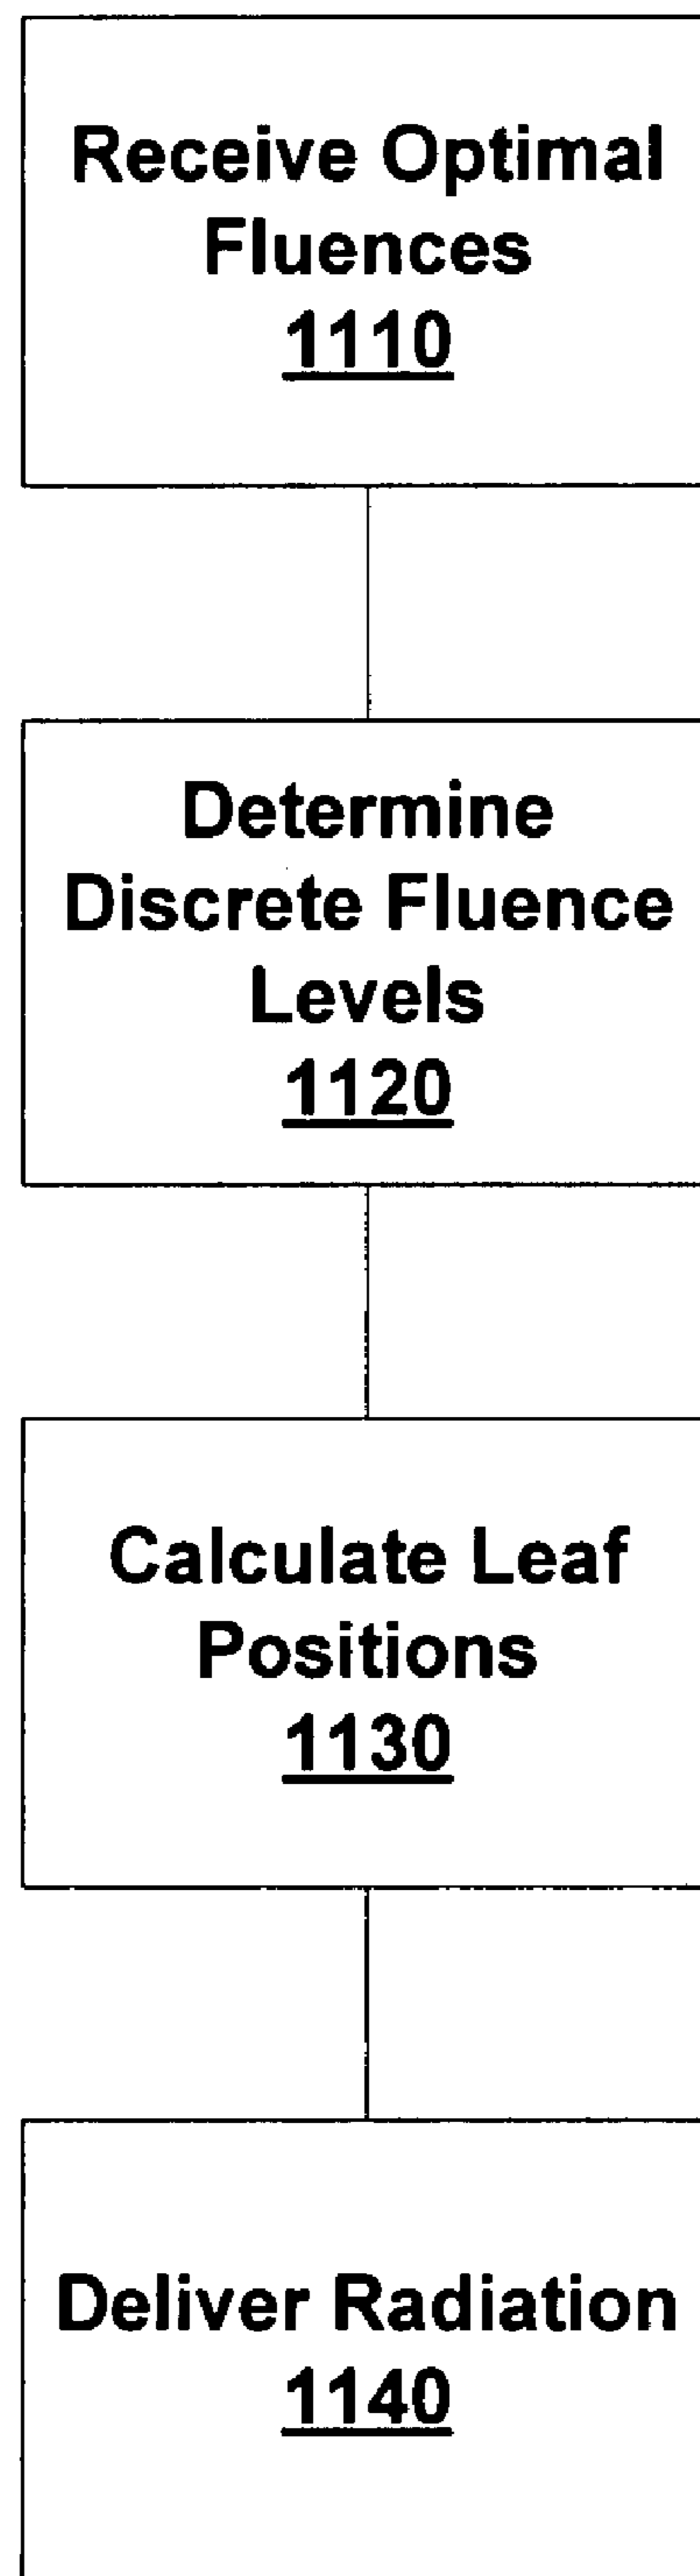 Receive Optimal
Fluences
1110
Determine
Discrete Fluence
Levels
1120
Calculate Leaf
Positions
1130
Deliver Radiation
1140